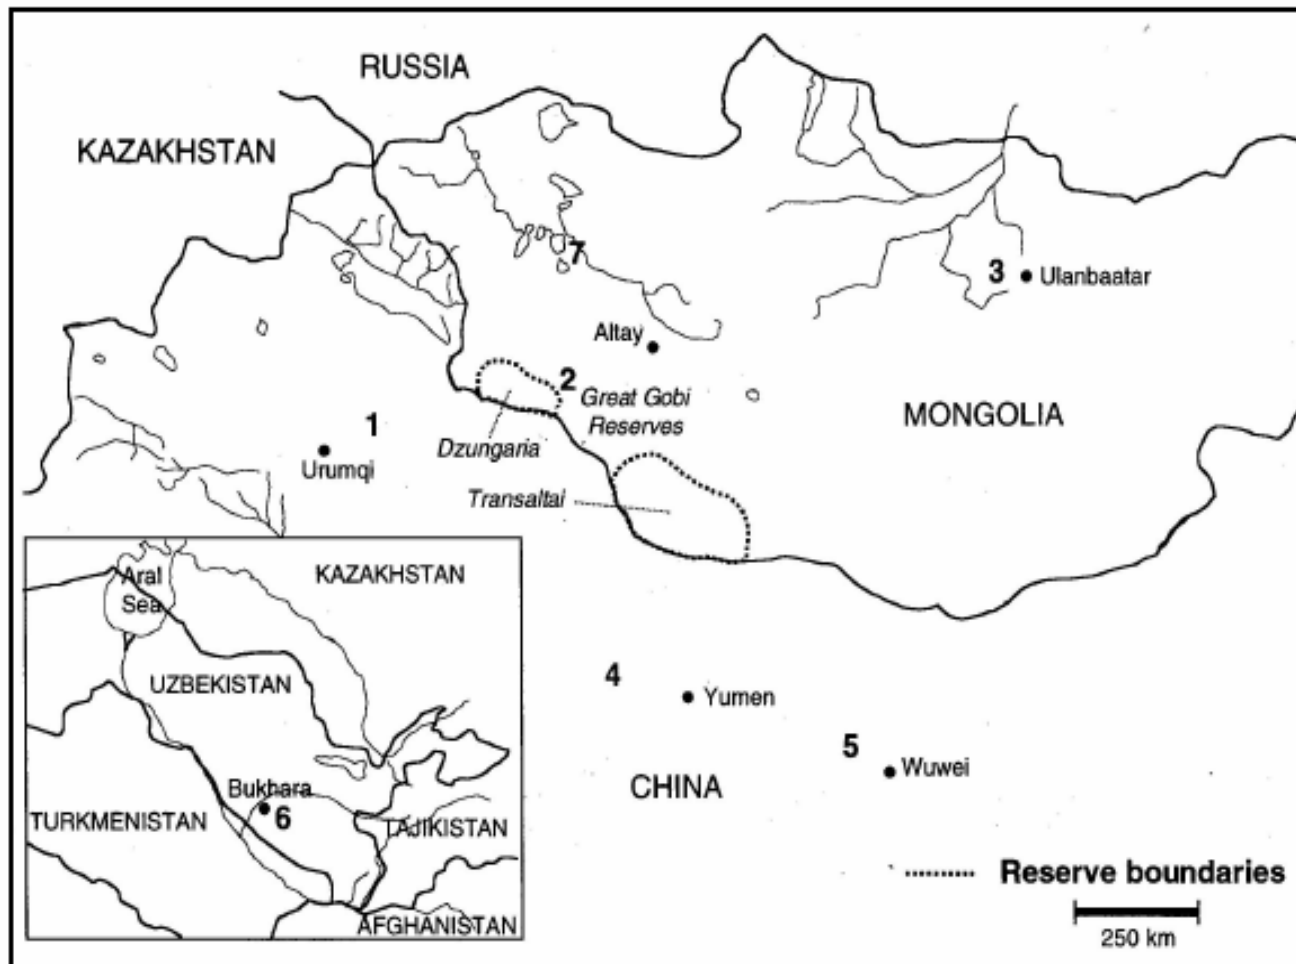 RUSSIA
KAZAKHSTAN
7
3
Ulanbaatar
Altay
2
Great Gobi
Reserves
MONGOLIA
1
Dzungaria
Urumqi
Transaltai
Aral
Sea
KAZAKHSTAN
UZBEKISTAN
4
Yumen
5
Wuwei
CHINA
Bukhara
6
TURKMENISTAN
TAJIKISTAN
AFGHANISTAN
Reserve boundaries
250 km